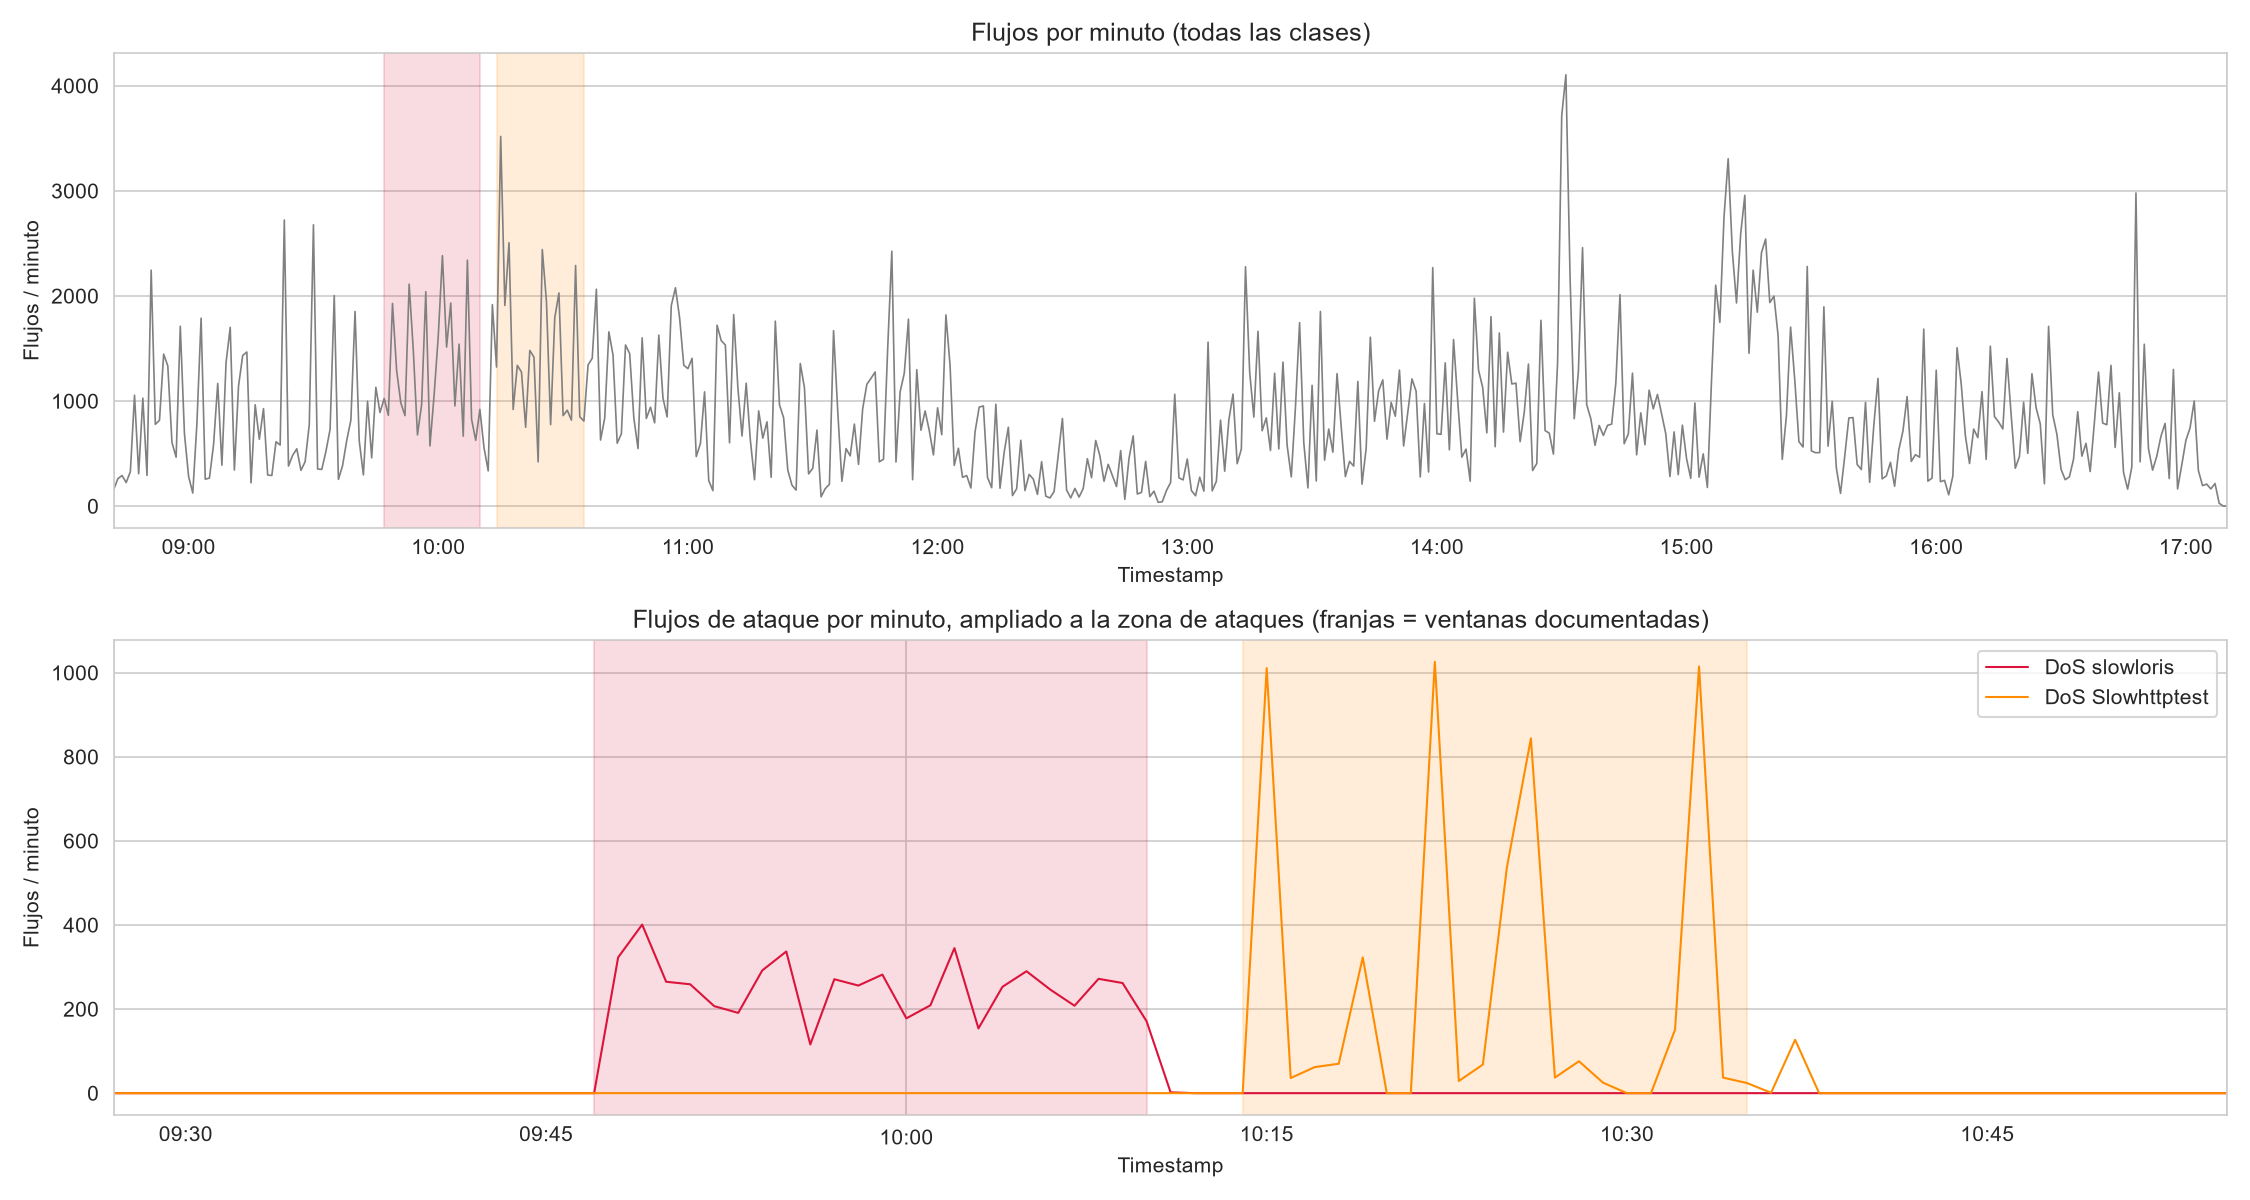 Flujos por minuto (todas las clases)
Flujos / minuto
4000
3000
2000
1000
0
09:00 10:00 11:00 12:00 13:00 14:00 15:00 16:00 17:00
Timestamp
Flujos de ataque por minuto, ampliado a la zona de ataques (franjas = ventanas documentadas)
Flujos / minuto
1000
800
600
400
200
0
DoS slowloris
DoS Slowhttptest
09:30 09:45 10:00 10:15 10:30 10:45
Timestamp